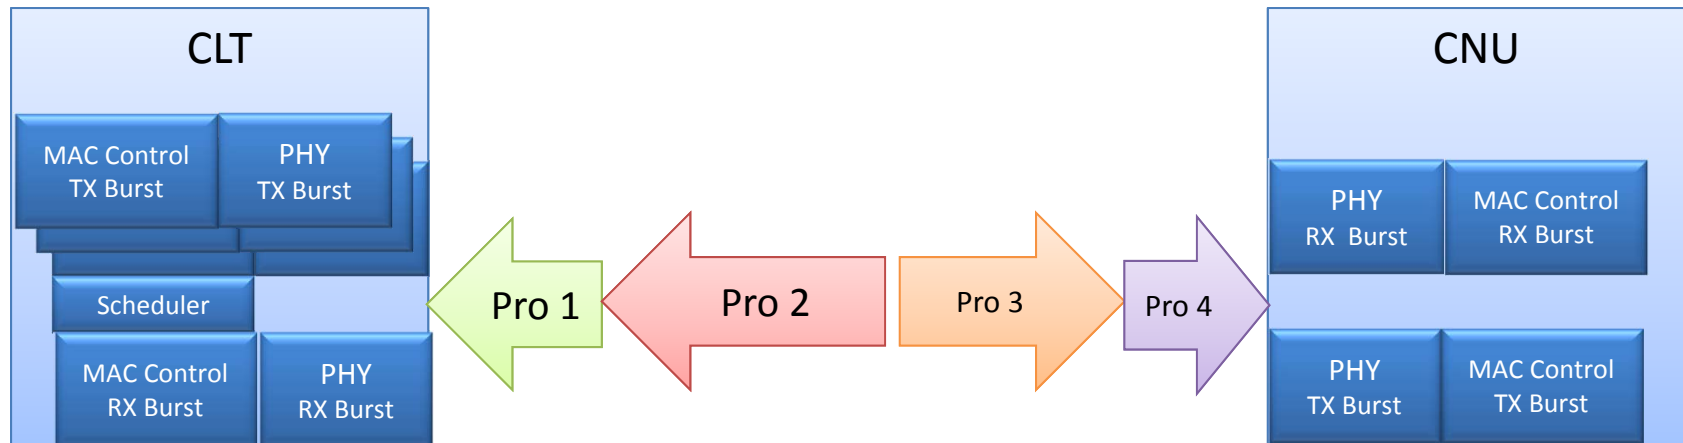 CLT
MAC Control
TX Burst
PHY
TX Burst
Scheduler
MAC Control
RX Burst
PHY
RX Burst
Pro 1
Pro 2
Pro 3
Pro 4
CNU
PHY
RX Burst
MAC Control
RX Burst
PHY
TX Burst
MAC Control
TX Burst